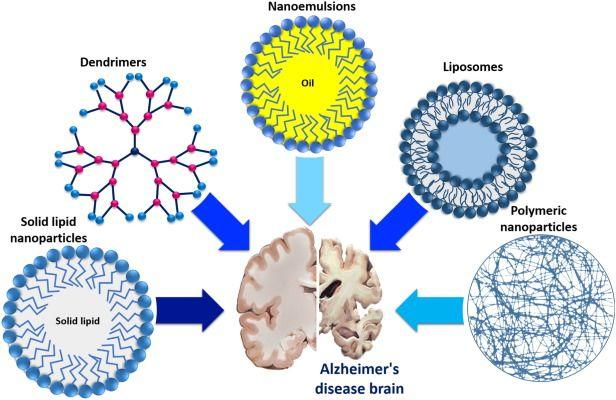 Nanoemulsions
Dendrimers
Liposomes
Oil
Solid lipid
nanoparticles
Polymeric
nanoparticles
Solid lipid
Alzheimer's
disease brain